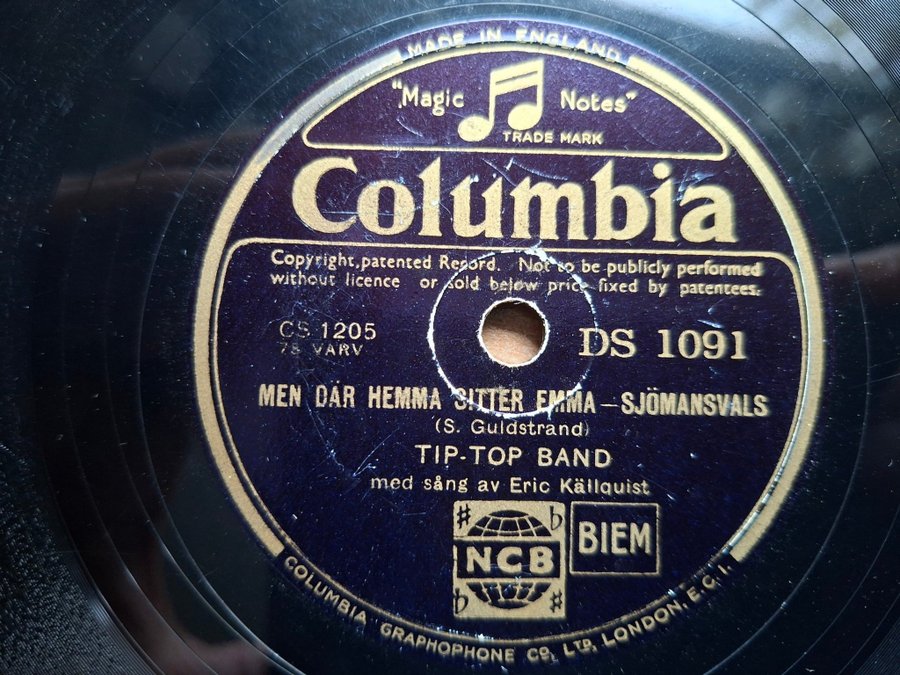 MADE IN ENGLAND
"Magic Notes"
TRADE MARK
Columbia
Copyright, patented Record. Not to be publicly performed
without licence or sold below price fixed by patentees.
CS 1205
78 VARV
DS 1091
MEN DÄR HEMMA SITTER EMMA – SJÖMANSVALS
(S. Guldstrand)
TIP-TOP BAND
med sång av Eric Källquist
NCB
BIEM
COLUMBIA GRAPHOPHONE CO. LTD. LONDON. E.C.1.